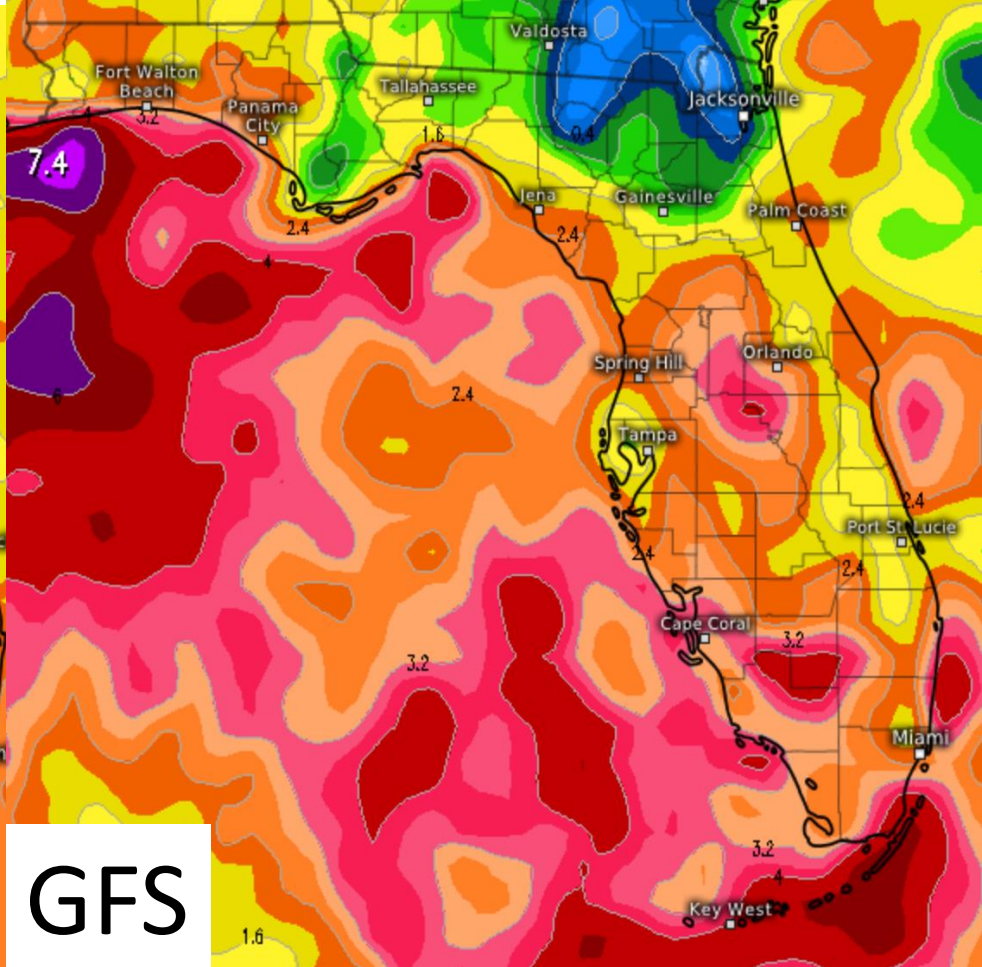 Valdosta
Fort Walton
Beach
Tallahassee
Jacksonville
Panama
City
4
3.2
1.6
0.4
7.4
Jena
Gainesville
Palm Coast
2.4
2.4
4
Spring Hill
Orlando
6
2.4
Tampa
2.4
Port St. Lucie
2.4
2.4
Cape Coral
3.2
3.2
Miami
3.2
4
GFS
Key West
1.6